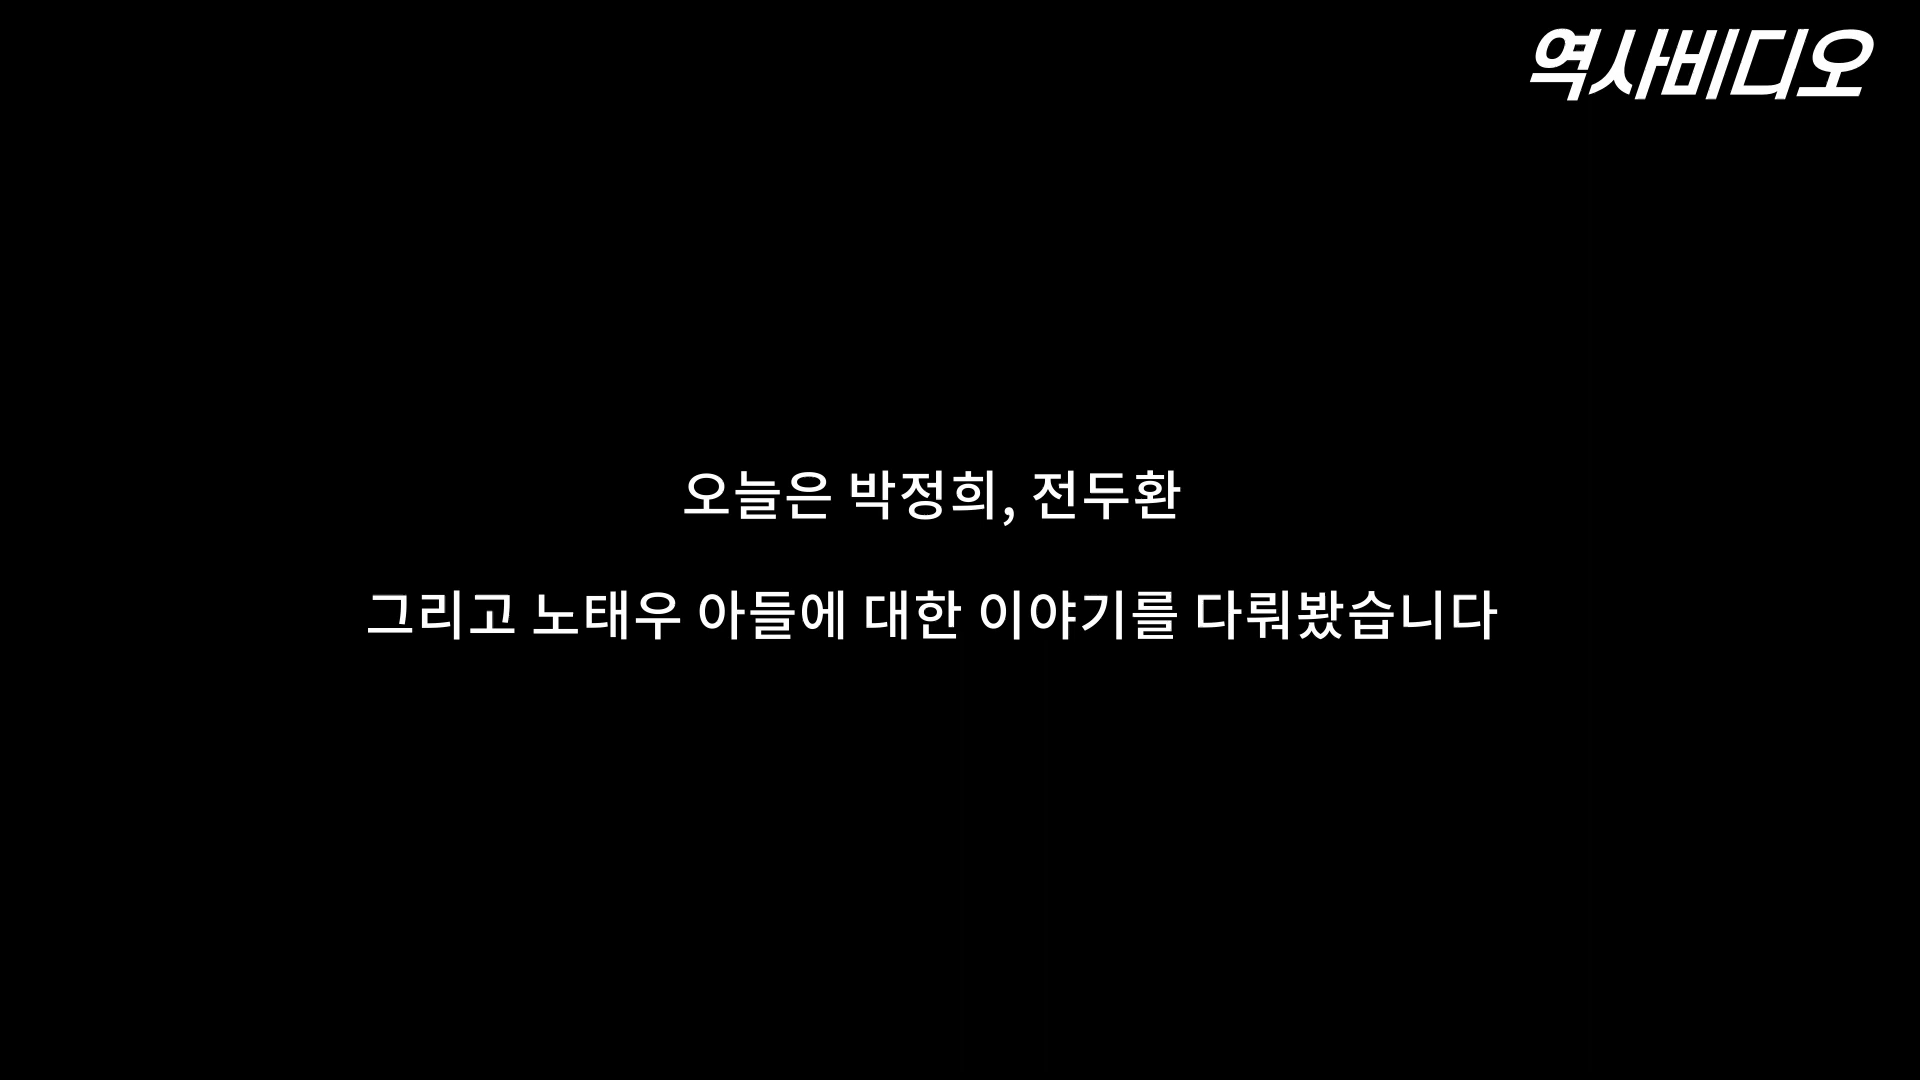 역사비디오
오늘은 박정희, 전두환
그리고 노태우 아들에 대한 이야기를 다뤄봤습니다